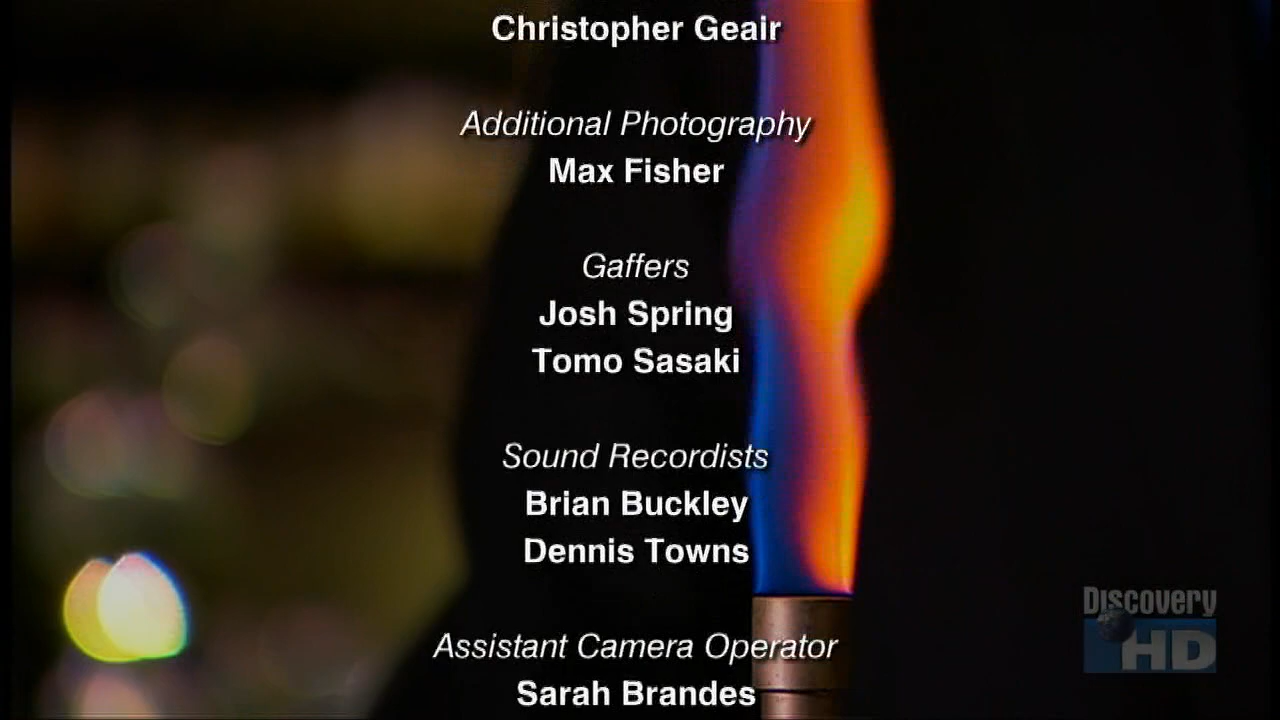 Christopher Geair
Additional Photography
Max Fisher
Gaffers
Josh Spring
Tomo Sasaki
Sound Recordists
Brian Buckley
Dennis Towns
Assistant Camera Operator
Sarah Brandes
Discovery
HD